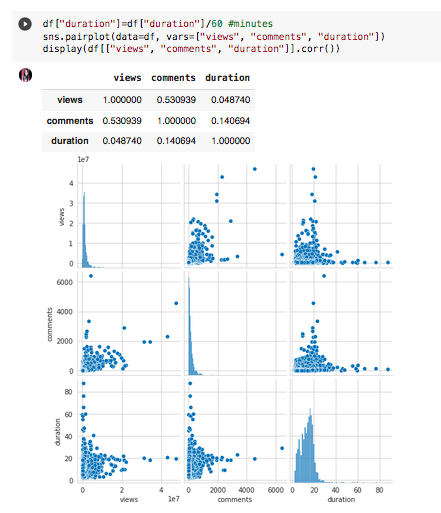 df["duration"]=df["duration"]/60 #minutes
sns.pairplot(data=df, vars=["views", "comments", "duration"])
display(df[["views", "comments", "duration"]].corr())
views comments duration
views 1.000000 0.530939 0.048740
comments 0.530939 1.000000 0.140694
duration 0.048740 0.140694 1.000000
1e7
4
3
2
1
0
views
6000
4000
2000
0
comments
80
60
40
20
0
duration
0 2 4 1e7
views
0 2000 4000 6000
comments
0 20 40 60 80
duration